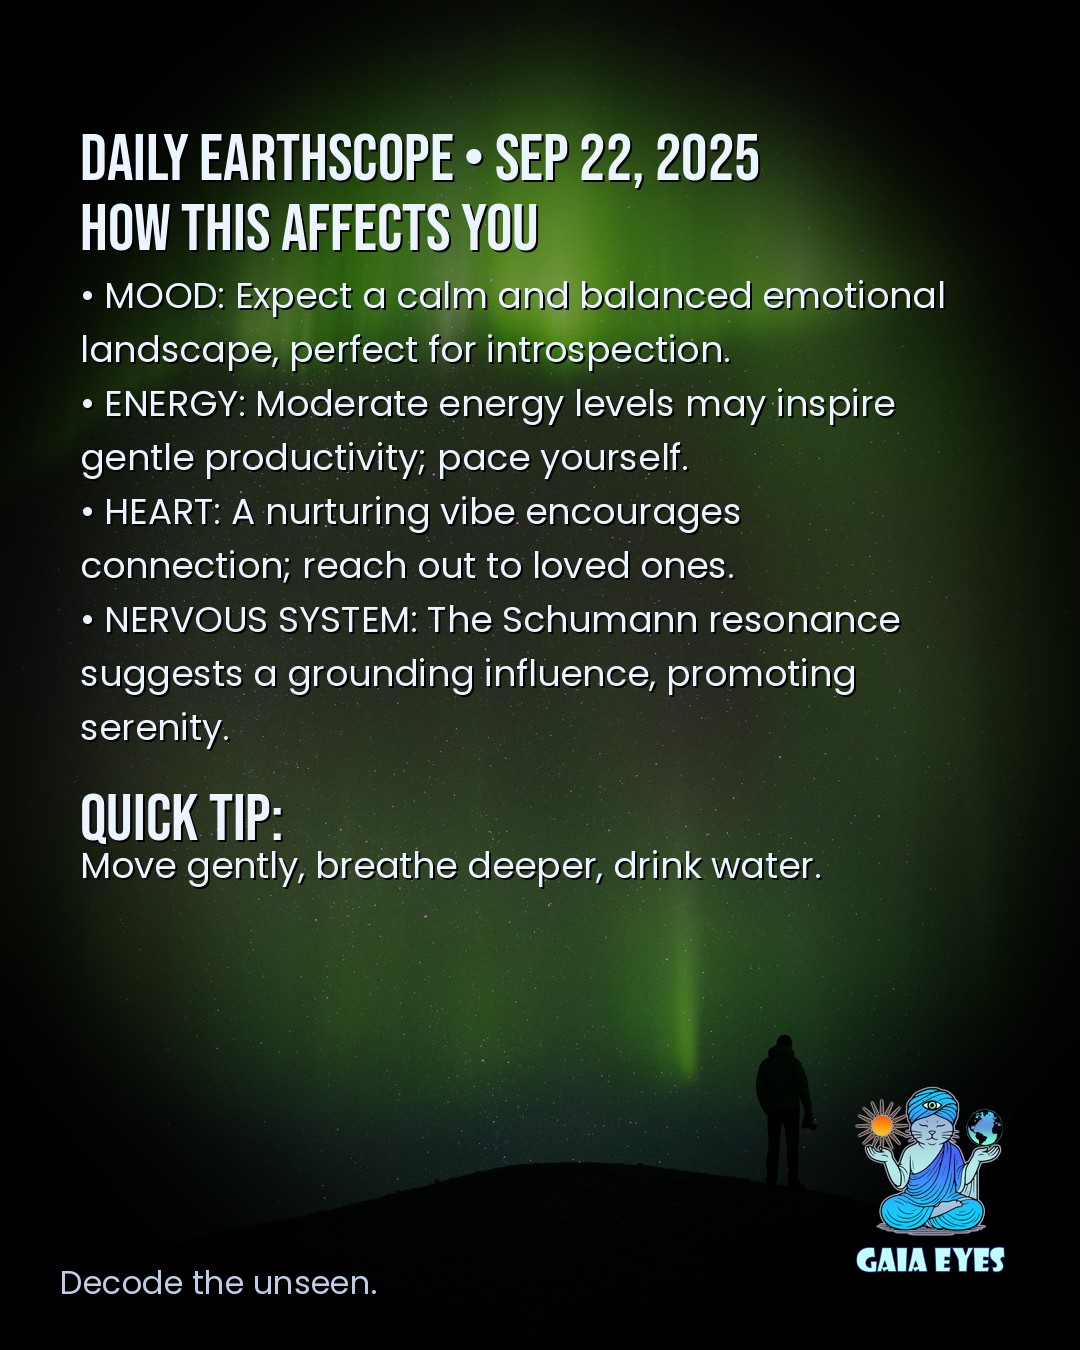 DAILY EARTHSCOPE • SEP 22, 2025
HOW THIS AFFECTS YOU
• MOOD: Expect a calm and balanced emotional
landscape, perfect for introspection.
• ENERGY: Moderate energy levels may inspire
gentle productivity; pace yourself.
• HEART: A nurturing vibe encourages
connection; reach out to loved ones.
• NERVOUS SYSTEM: The Schumann resonance
suggests a grounding influence, promoting
serenity.
QUICK TIP:
Move gently, breathe deeper, drink water.
GAIA EYES
Decode the unseen.